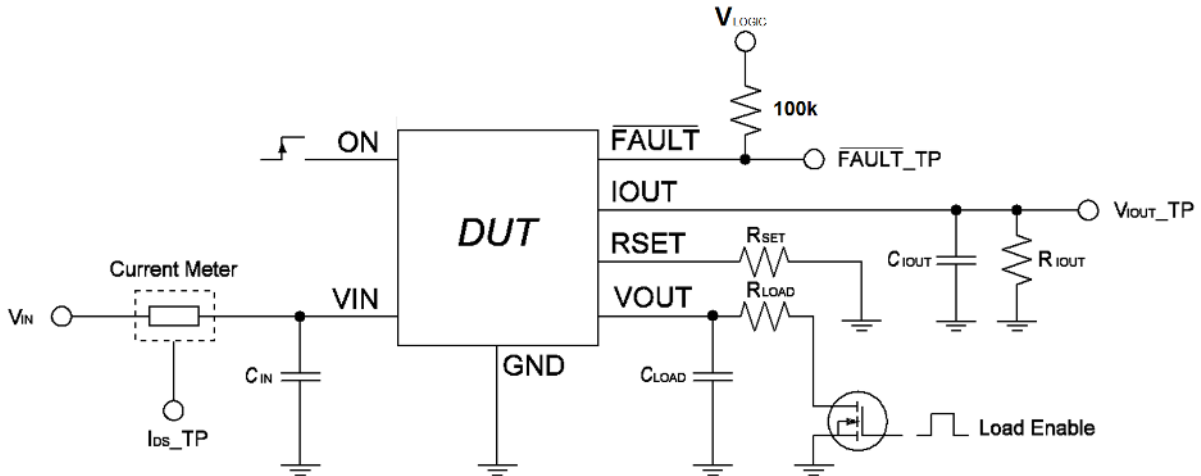 VLOGIC
100k
ON
FAULT
FAULT_TP
IOUT
VIOUT_TP
DUT
RSET
RSET
CIOUT
RIOUT
Current Meter
VIN
VIN
VOUT
RLOAD
GND
CIN
CLOAD
IDS_TP
Load Enable